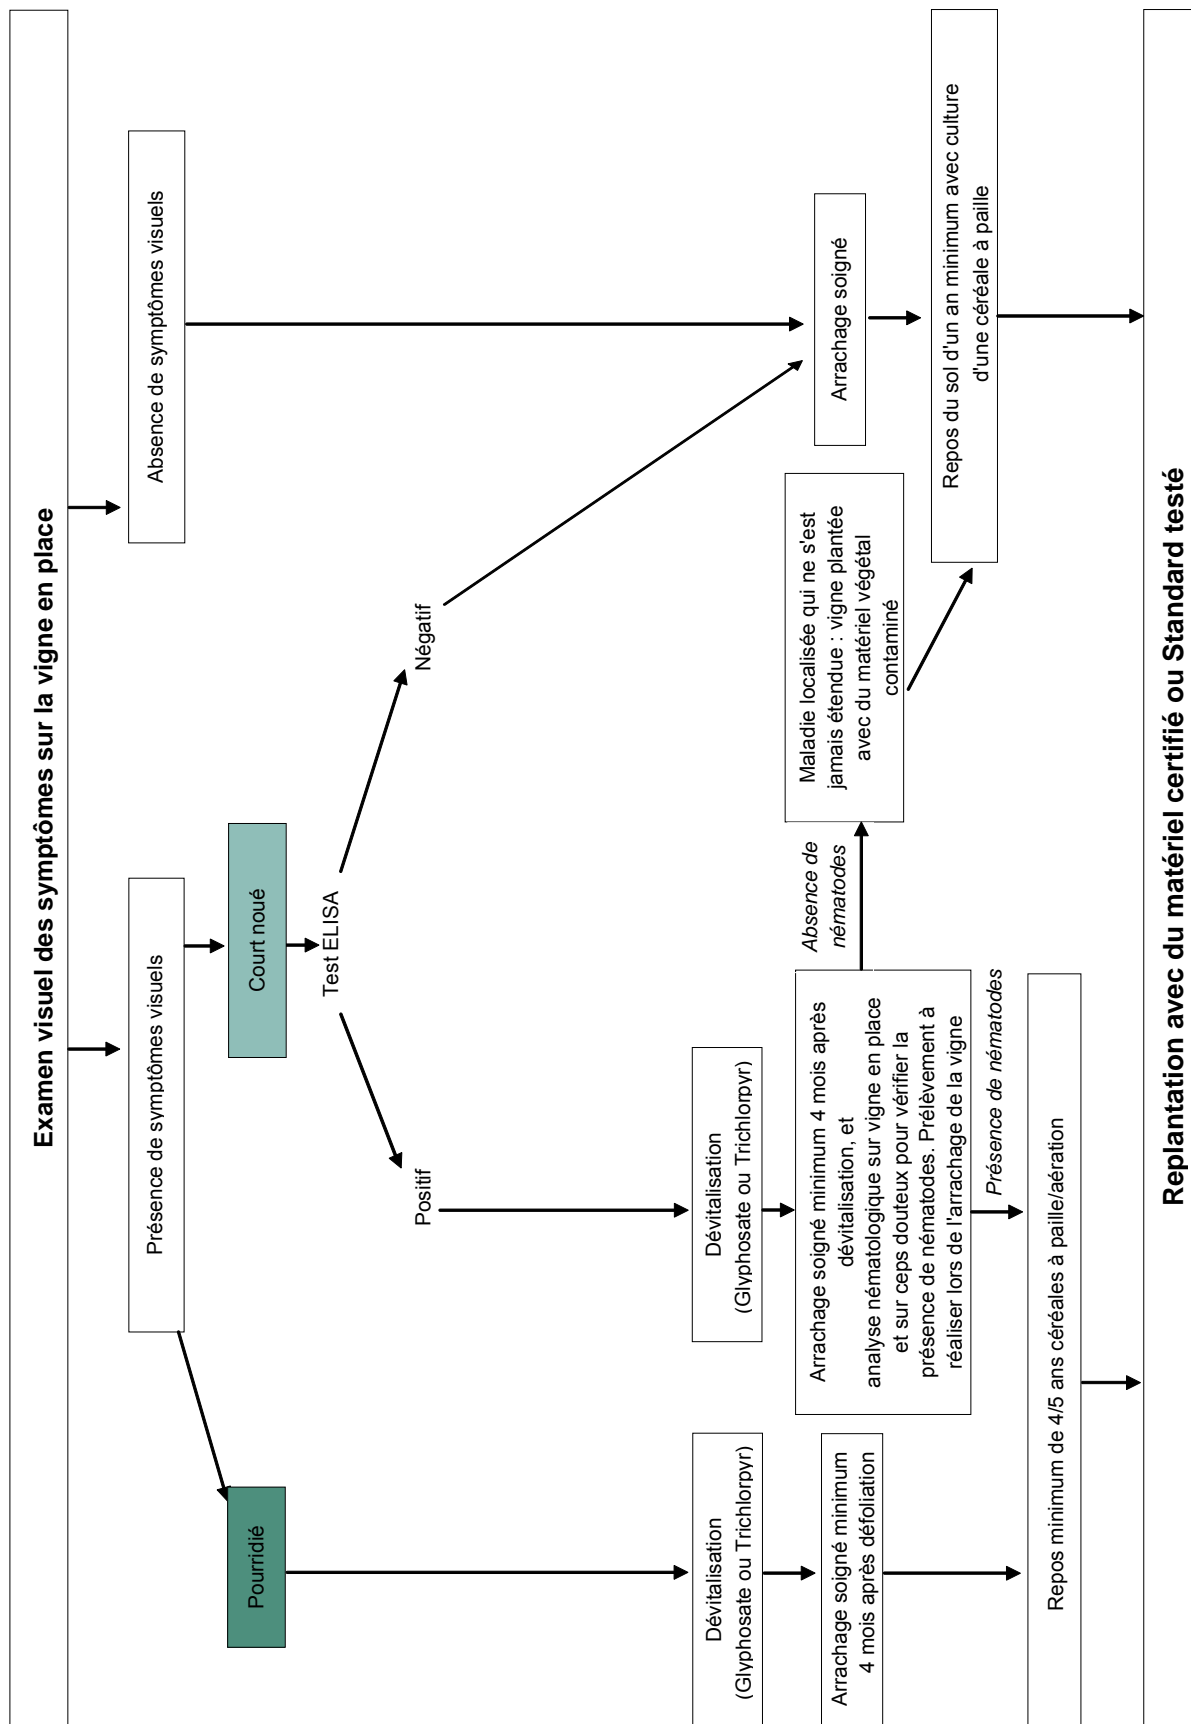 Examen visuel des symptômes sur la vigne en place
Présence de symptômes visuels
Absence de symptômes visuels
Pourridié
Court noué
Test ELISA
Positif
Négatif
Dévitalisation
(Glyphosate ou Trichlorpyr)
Dévitalisation
(Glyphosate ou Trichlorpyr)
Arrachage soigné minimum
4 mois après défoliation
Arrachage soigné minimum 4 mois après
dévitalisation, et
analyse nématologique sur vigne en place
et sur ceps douteux pour vérifier la
présence de nématodes. Prélèvement à
réaliser lors de l'arrachage de la vigne
Absence de
nématodes
Maladie localisée qui ne s'est
jamais étendue : vigne plantée
avec du matériel végétal
contaminé
Arrachage soigné
Présence de nématodes
Repos du sol d'un an minimum avec culture
d'une céréale à paille
Repos minimum de 4/5 ans céréales à paille/aération
Replantation avec du matériel certifié ou Standard testé